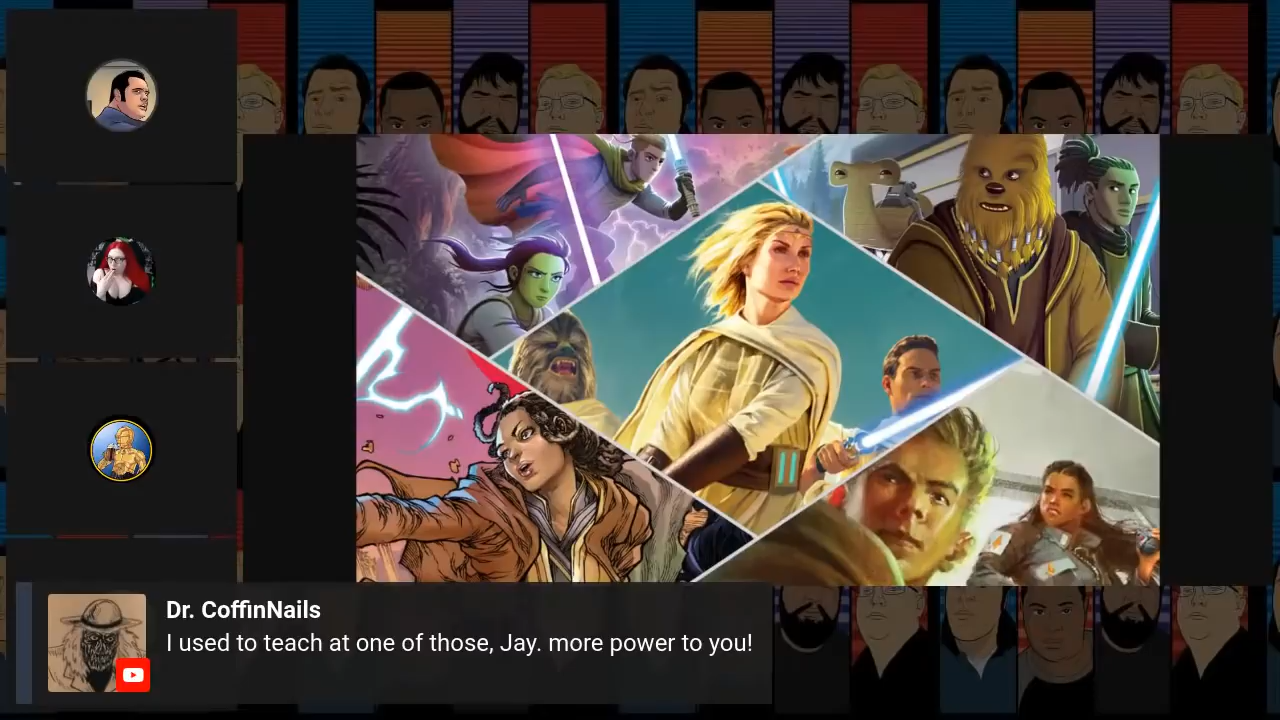 Dr. CoffinNails
I used to teach at one of those, Jay. more power to you!